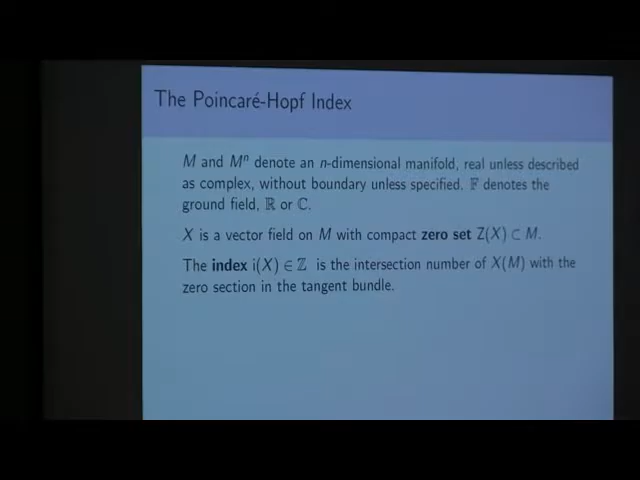 The Poincaré-Hopf Index
M and Mⁿ denote an n-dimensional manifold, real unless described
as complex, without boundary unless specified. 𝔽 denotes the
ground field, ℝ or ℂ.
X is a vector field on M with compact zero set Z(X) ⊂ M.
The index i(X) ∈ ℤ is the intersection number of X(M) with the
zero section in the tangent bundle.